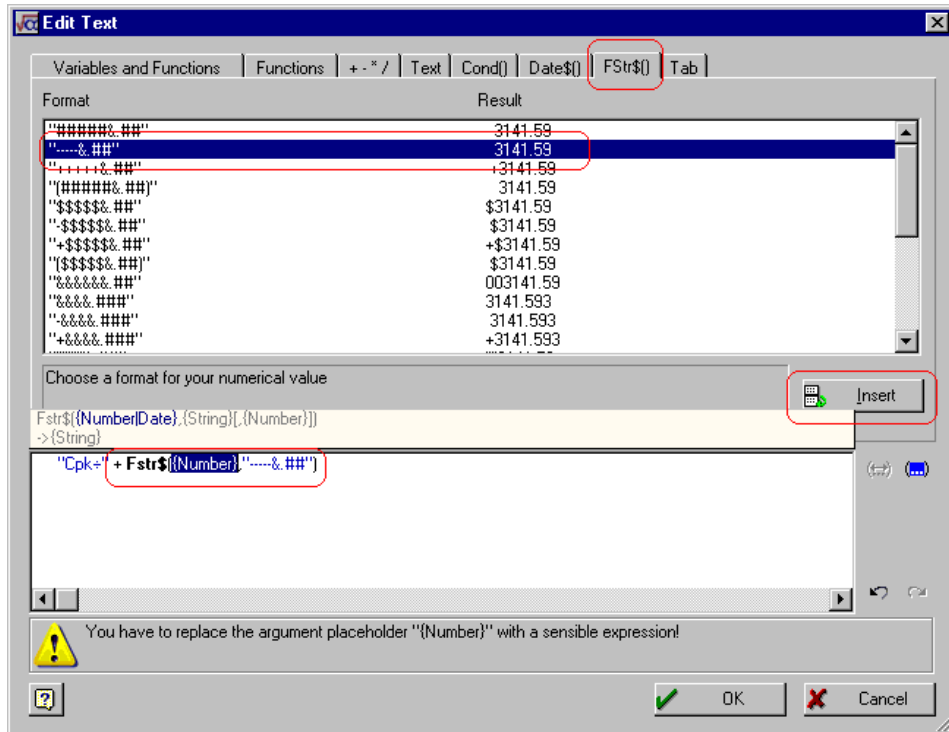 Edit Text
Variables and Functions Functions + - * / Text Cond() Date$() FStr$() Tab
Format Result
"#####&.##" 3141.59
"-----&.##" 3141.59
"+++++&.##" +3141.59
"(#####&.##)" 3141.59
"$$$$$&.##" $3141.59
"-$$$$$&.##" $3141.59
"+$$$$$&.##" +$3141.59
"($$$$$&.##)" $3141.59
"&&&&&&.##" 003141.59
"&&&&.###" 3141.593
"-&&&&.###" 3141.593
"+&&&&.###" +3141.593
Choose a format for your numerical value
Insert
Fstr$({Number|Date},{String}[,{Number}])
->{String}
"Cpk÷" + Fstr$({Number},"-----&.##")
You have to replace the argument placeholder "{Number}" with a sensible expression!
OK Cancel